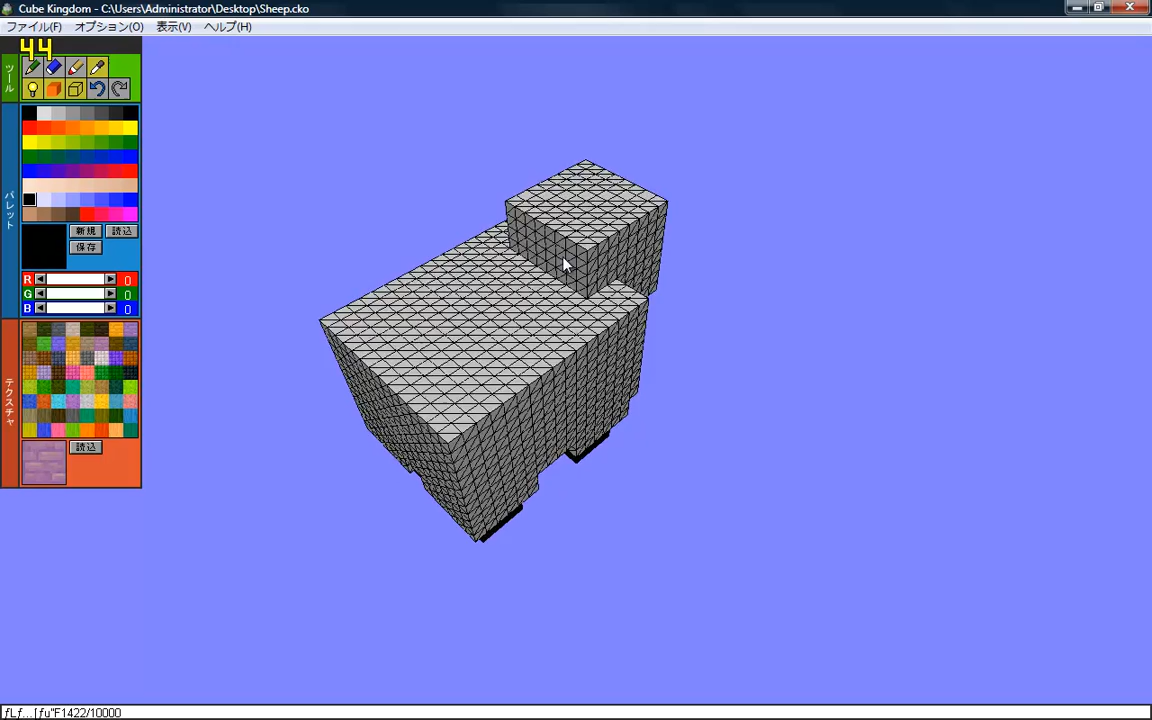 Cube Kingdom - C:\Users\Administrator\Desktop\Sheep.cko
ファイル(F) オプション(O) 表示(V) ヘルプ(H)
44
ツール
パレット
新規 読込
保存
R 0
G 0
B 0
テクスチャ
読込
ƒLƒ…[ƒu"F1422/10000